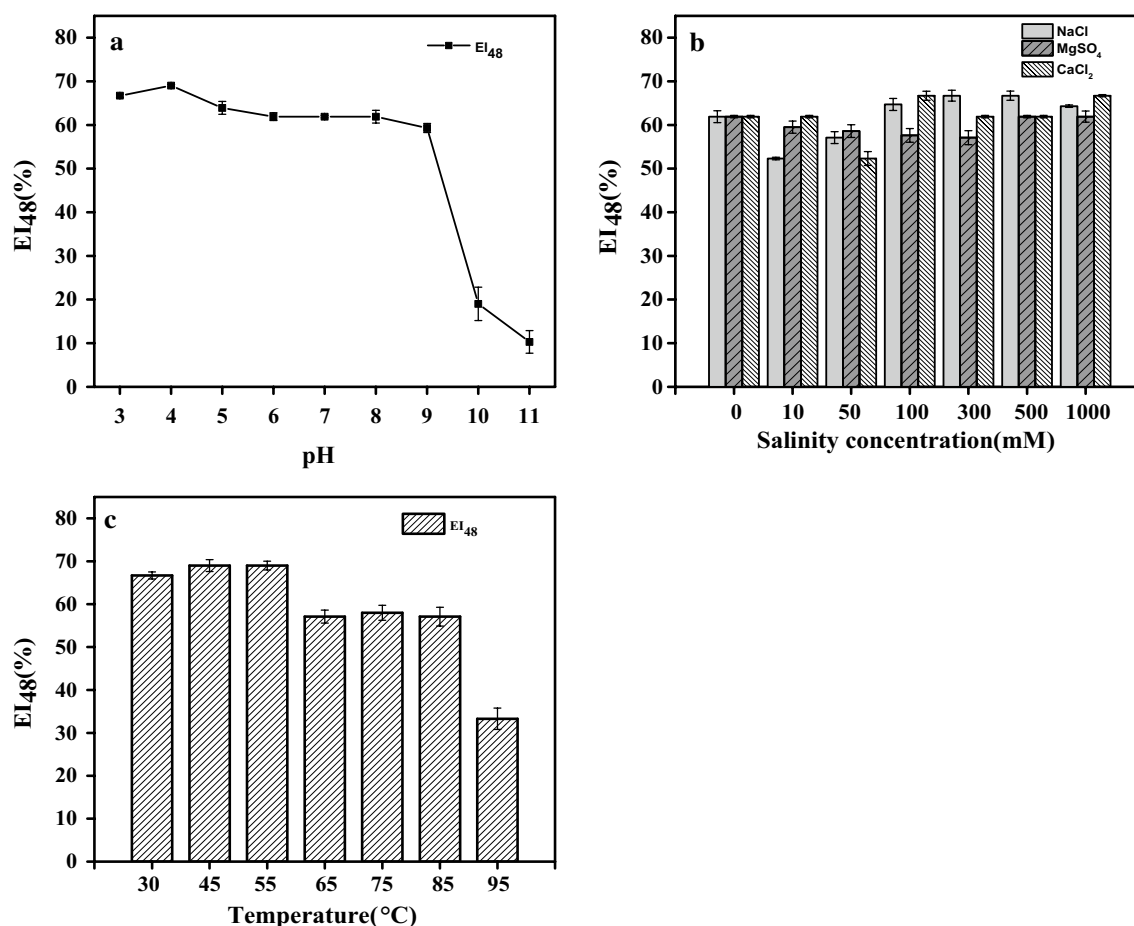 a
EI48
80
70
60
50
40
30
20
10
0
EI48(%)
3 4 5 6 7 8 9 10 11
pH
b
NaCl
MgSO4
CaCl2
80
70
60
50
40
30
20
10
0
EI48(%)
0 10 50 100 300 500 1000
Salinity concentration(mM)
c
EI48
80
70
60
50
40
30
20
10
0
EI48(%)
30 45 55 65 75 85 95
Temperature(°C)